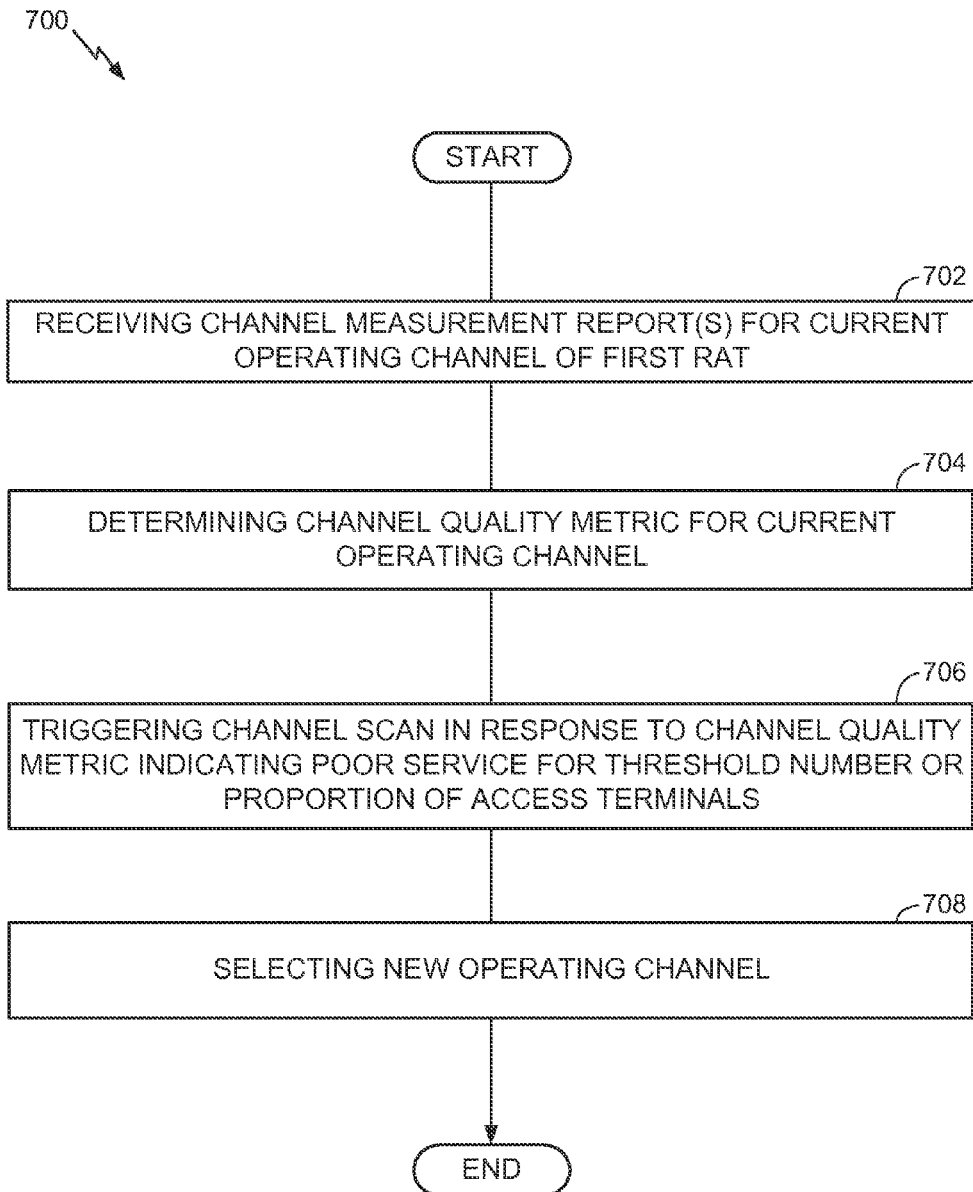 700
START
702
RECEIVING CHANNEL MEASUREMENT REPORT(S) FOR CURRENT
OPERATING CHANNEL OF FIRST RAT
704
DETERMINING CHANNEL QUALITY METRIC FOR CURRENT
OPERATING CHANNEL
706
TRIGGERING CHANNEL SCAN IN RESPONSE TO CHANNEL QUALITY
METRIC INDICATING POOR SERVICE FOR THRESHOLD NUMBER OR
PROPORTION OF ACCESS TERMINALS
708
SELECTING NEW OPERATING CHANNEL
END